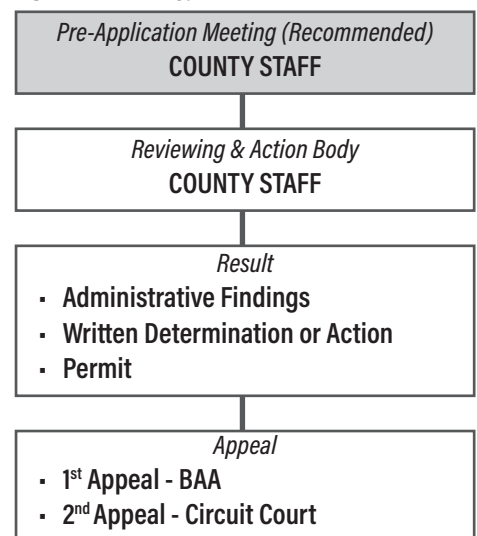 Pre-Application Meeting (Recommended)
COUNTY STAFF
Reviewing & Action Body
COUNTY STAFF
Result
▪ Administrative Findings
▪ Written Determination or Action
▪ Permit
Appeal
▪ 1st Appeal - BAA
▪ 2nd Appeal - Circuit Court